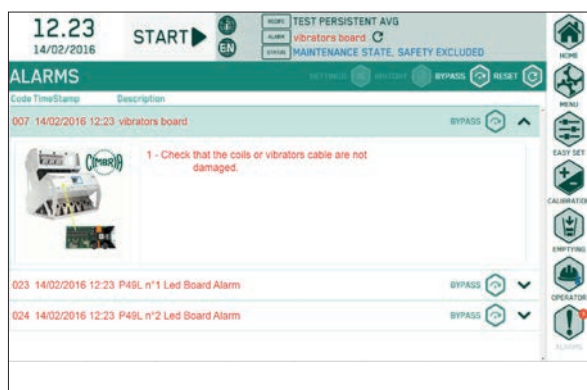 12.23
14/02/2016
START
EN
RECIPE TEST PERSISTENT AVG
ALARM vibrators board
STATUS MAINTENANCE STATE, SAFETY EXCLUDED
ALARMS
SETTINGS HISTORY BYPASS RESET
Code TimeStamp Description
007 14/02/2016 12:23 vibrators board BYPASS
CIMBRIA
1 - Check that the coils or vibrators cable are not
damaged.
023 14/02/2016 12:23 P49L n°1 Led Board Alarm BYPASS
024 14/02/2016 12:23 P49L n°2 Led Board Alarm BYPASS
HOME
MENU
EASY SET
CALIBRATION
EMPTYING
OPERATOR
ALARMS